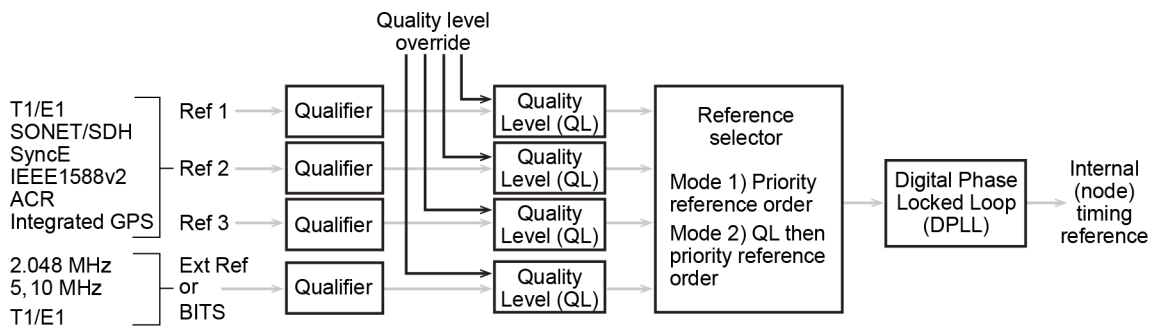 Quality level
override
T1/E1
SONET/SDH
SyncE
IEEE1588v2
ACR
Integrated GPS
2.048 MHz
5, 10 MHz
T1/E1
Ref 1
Ref 2
Ref 3
Ext Ref
or
BITS
Qualifier
Qualifier
Qualifier
Qualifier
Quality
Level (QL)
Quality
Level (QL)
Quality
Level (QL)
Quality
Level (QL)
Reference
selector
Mode 1) Priority
reference order
Mode 2) QL then
priority reference
order
Digital Phase
Locked Loop
(DPLL)
Internal
(node)
timing
reference